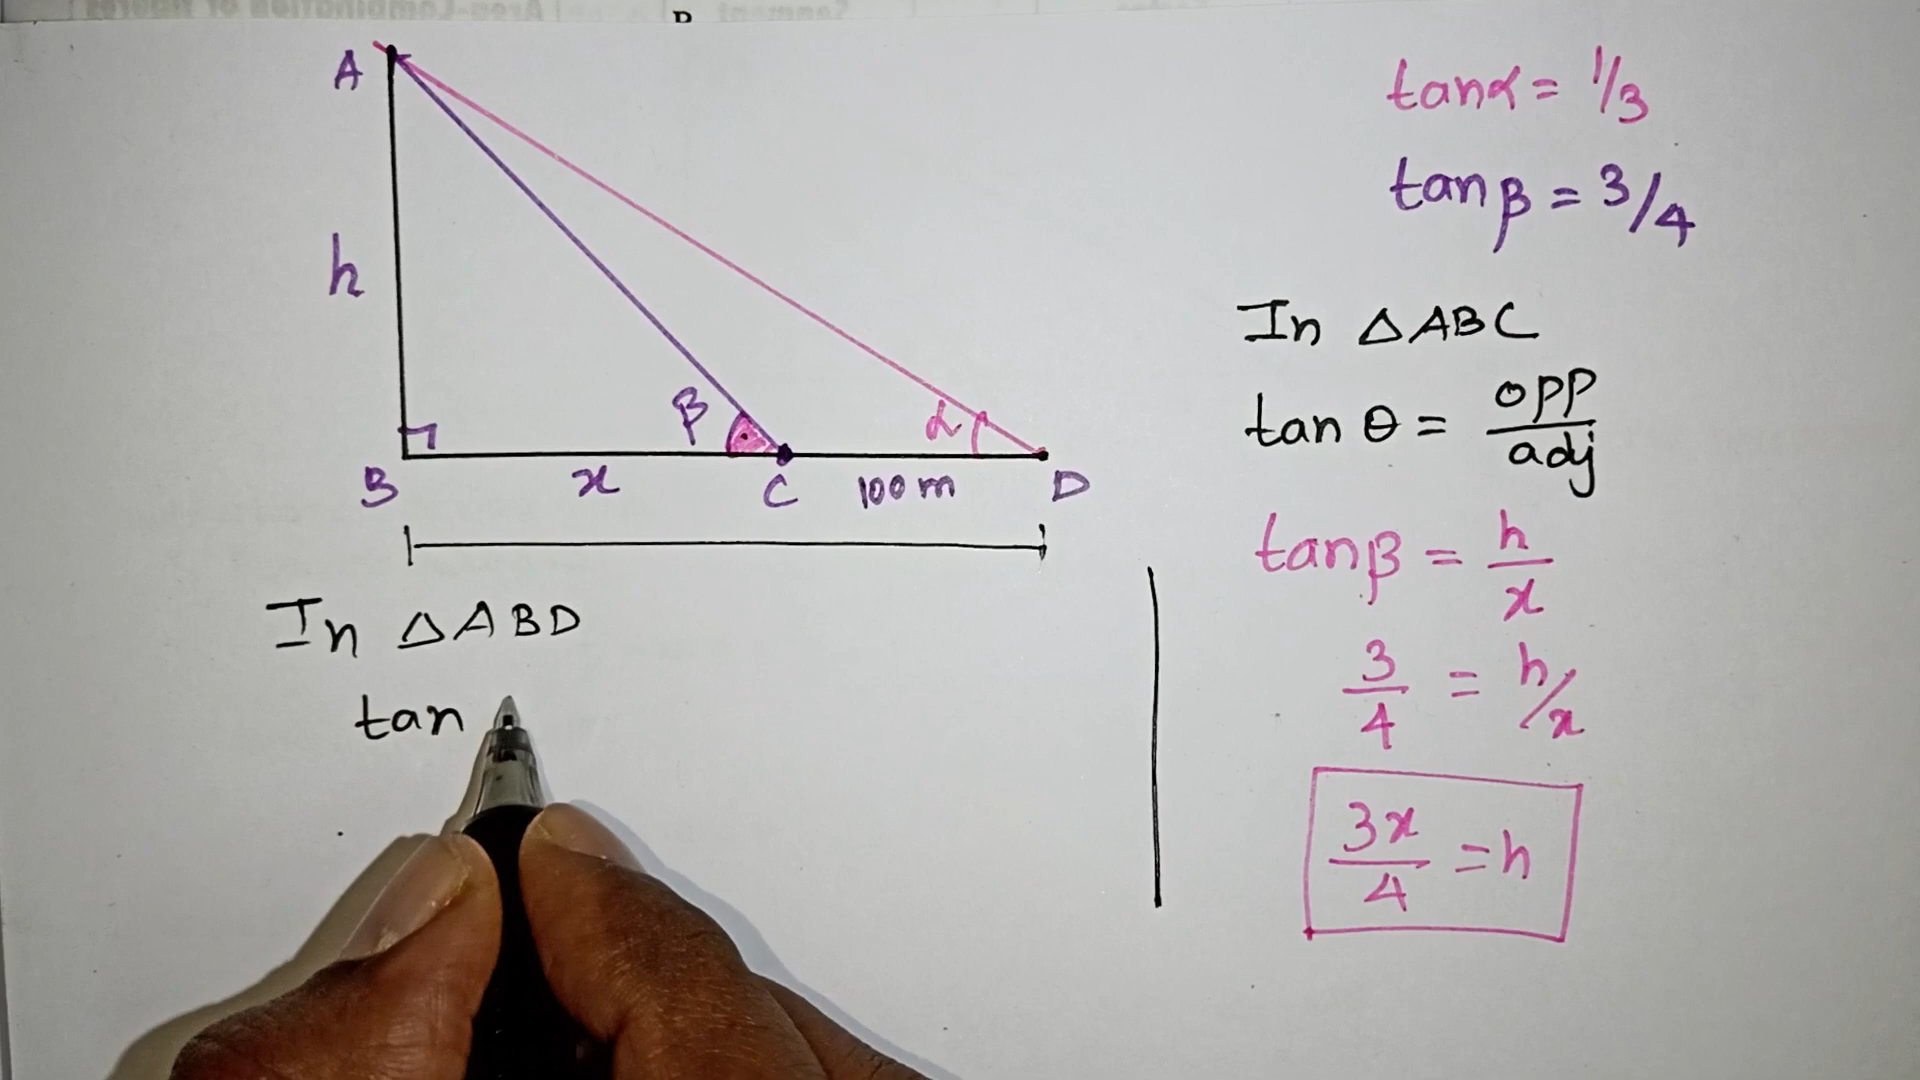 A
h
β
α
B
x
C
100m
D
In △ABD
tan
tanα = 1/3
tanβ = 3/4
In △ABC
tan θ = opp/adj
tanβ = h/x
3/4 = h/x
3x/4 = h